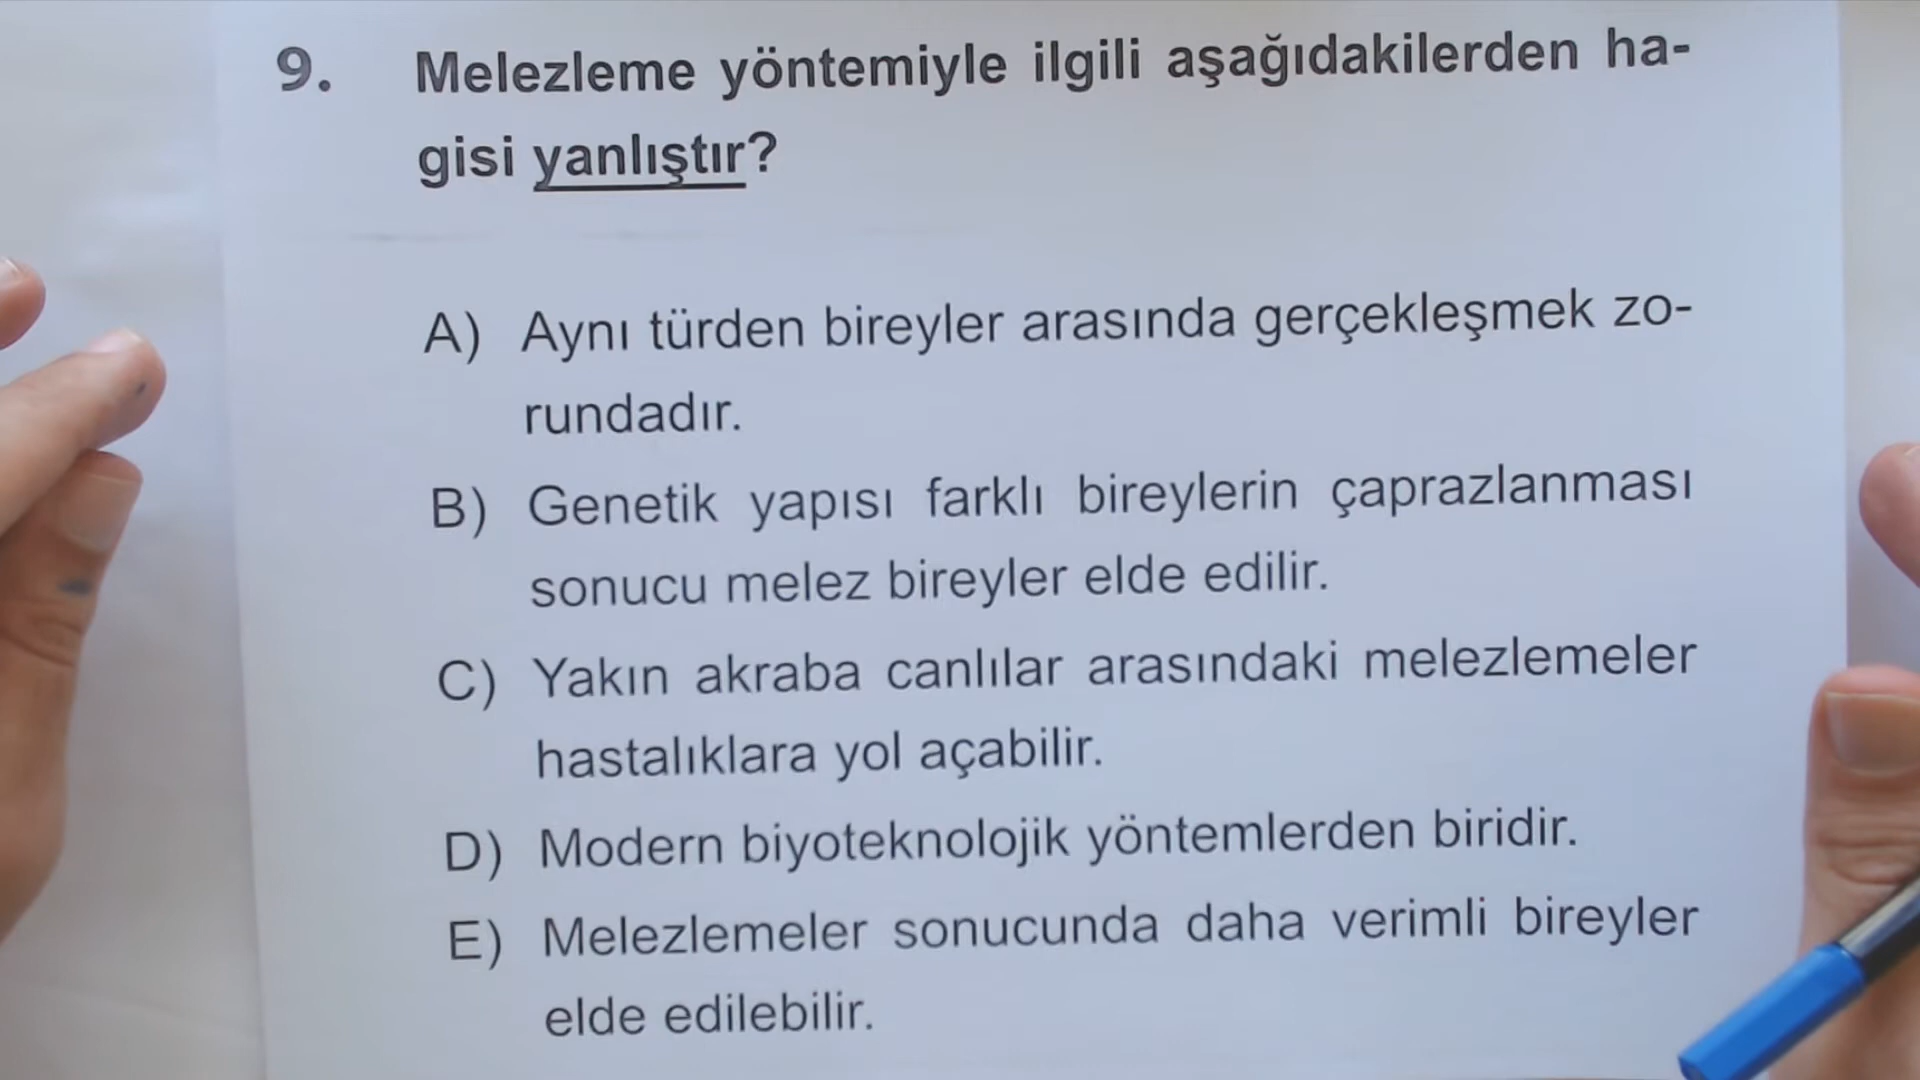 9. Melezleme yöntemiyle ilgili aşağıdakilerden ha-
gisi yanlıştır?
A) Aynı türden bireyler arasında gerçekleşmek zo-
rundadır.
B) Genetik yapısı farklı bireylerin çaprazlanması
sonucu melez bireyler elde edilir.
C) Yakın akraba canlılar arasındaki melezlemeler
hastalıklara yol açabilir.
D) Modern biyoteknolojik yöntemlerden biridir.
E) Melezlemeler sonucunda daha verimli bireyler
elde edilebilir.